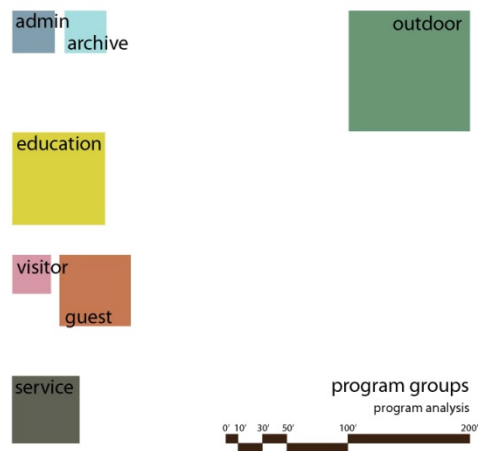 admin
archive
outdoor
education
visitor
guest
service
program groups
program analysis
0' 10' 30' 50' 100' 200'